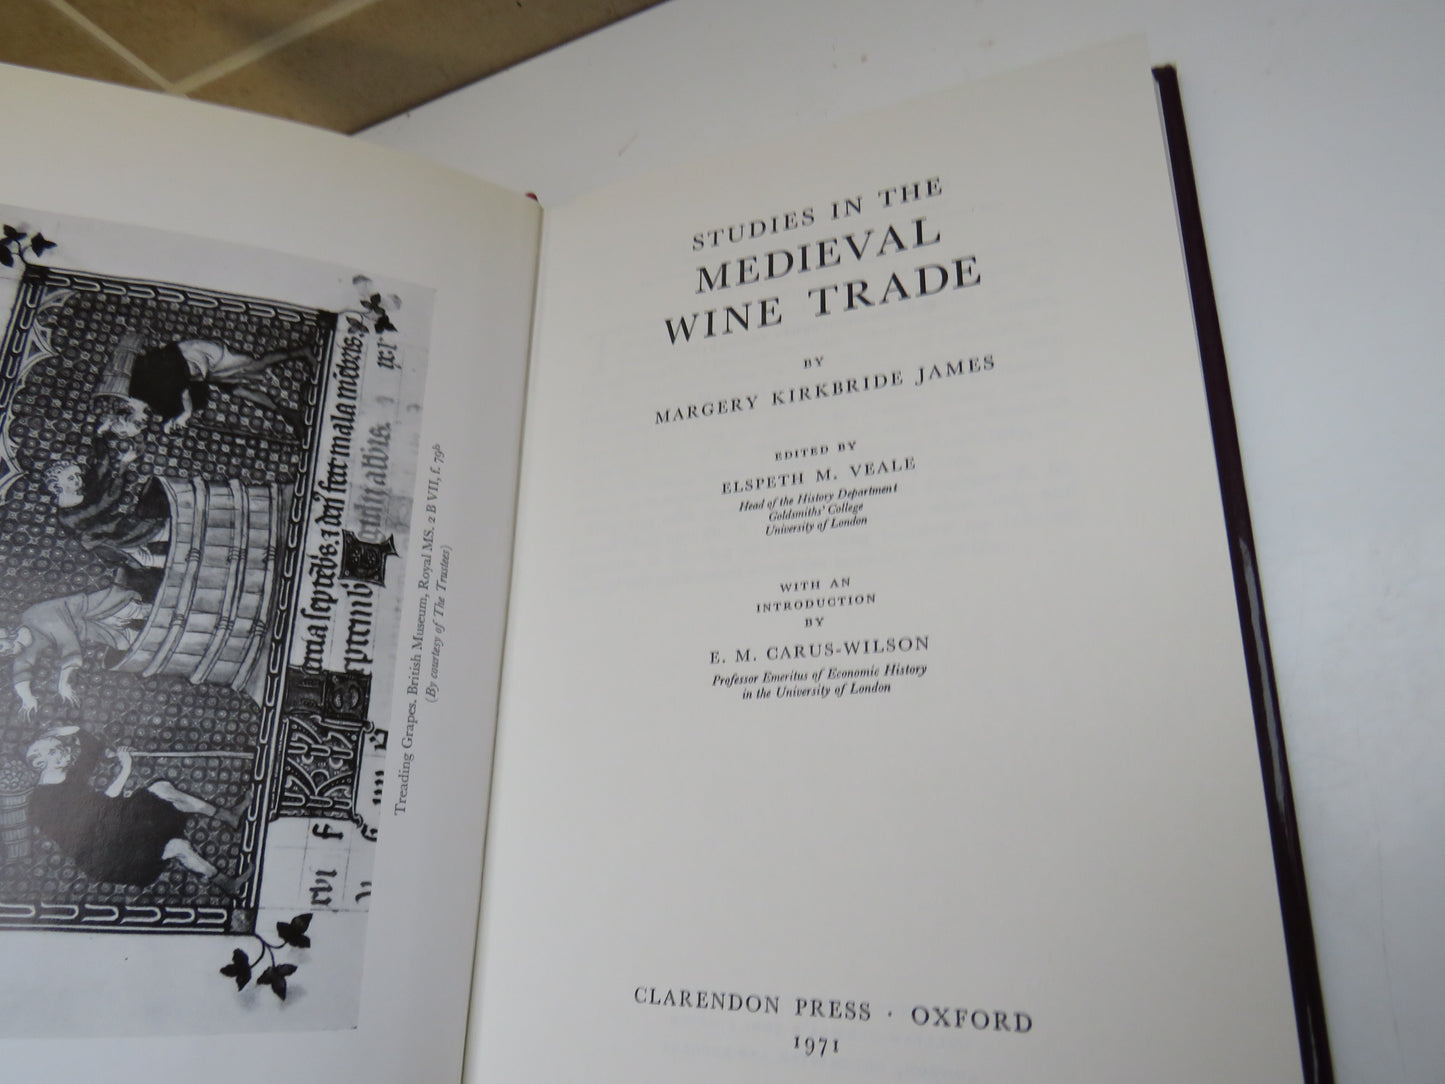 Treading Grapes. British Museum, Royal MS. 2 B VII, f. 79b
(By courtesy of The Trustees)
STUDIES IN THE
MEDIEVAL
WINE TRADE
BY
MARGERY KIRKBRIDE JAMES
EDITED BY
ELSPETH M. VEALE
Head of the History Department
Goldsmiths' College
University of London
WITH AN
INTRODUCTION
BY
E. M. CARUS-WILSON
Professor Emeritus of Economic History
in the University of London
CLARENDON PRESS · OXFORD
1971